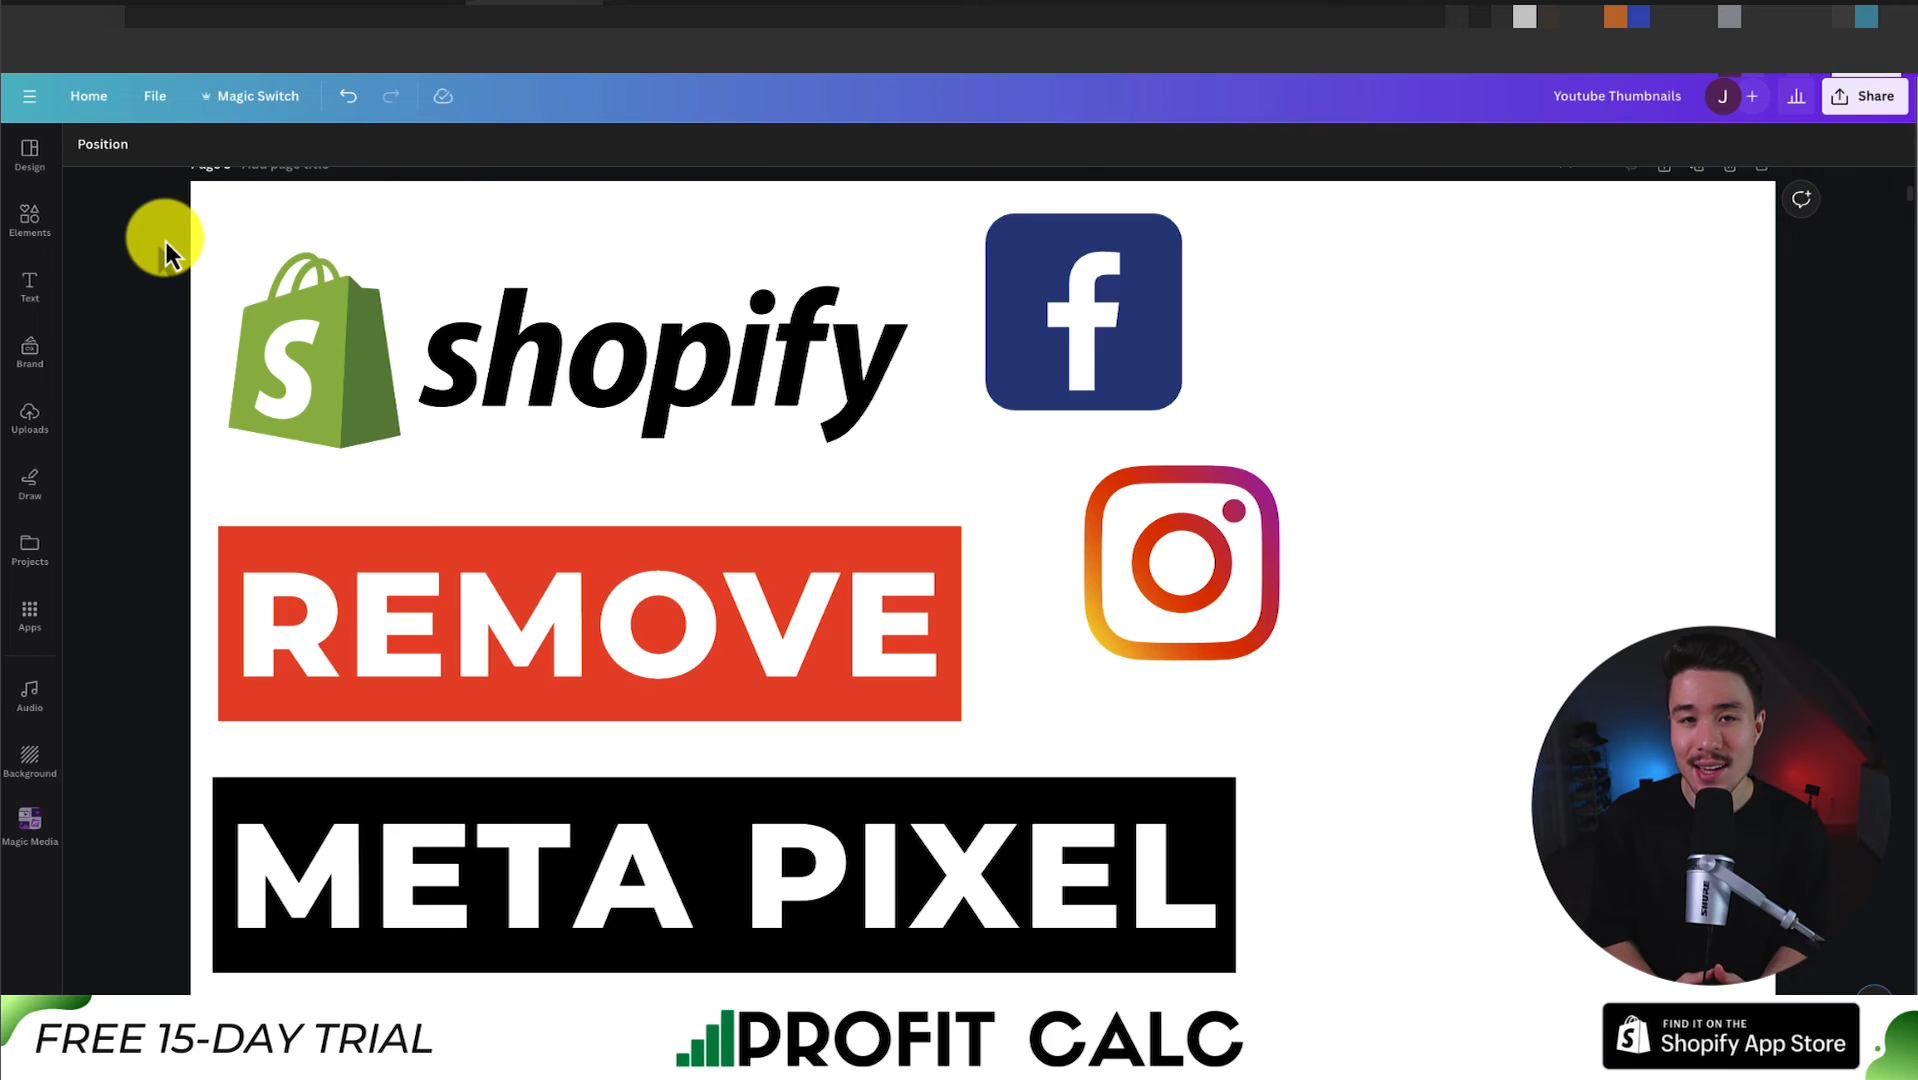 Home File Magic Switch
Youtube Thumbnails J + Share
Position
Design
Elements
Text
Brand
Uploads
Draw
Projects
Apps
Audio
Background
Magic Media
shopify
f
REMOVE
META PIXEL
SHURE
FREE 15-DAY TRIAL
PROFIT CALC
FIND IT ON THE
Shopify App Store